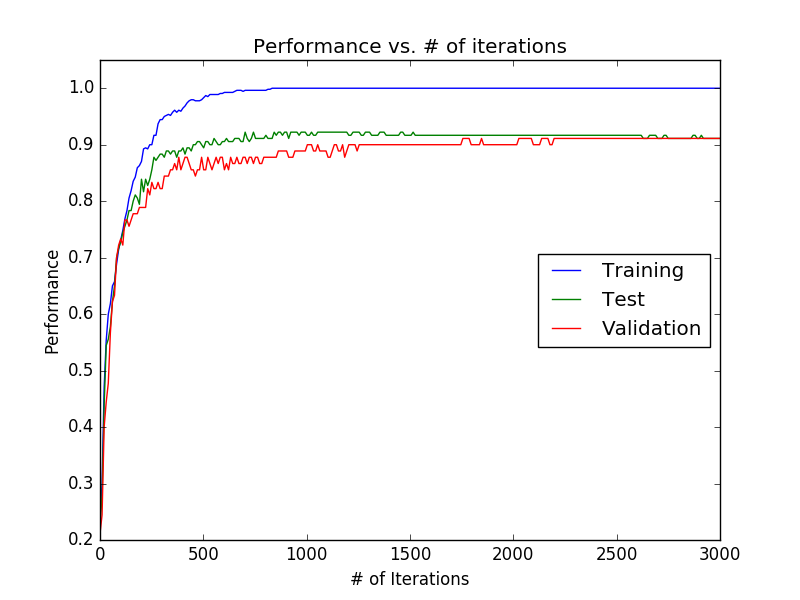 Performance vs. # of iterations
1.0
0.9
0.8
0.7
0.6
0.5
0.4
0.3
0.2
Performance
Training
Test
Validation
0 500 1000 1500 2000 2500 3000
# of Iterations